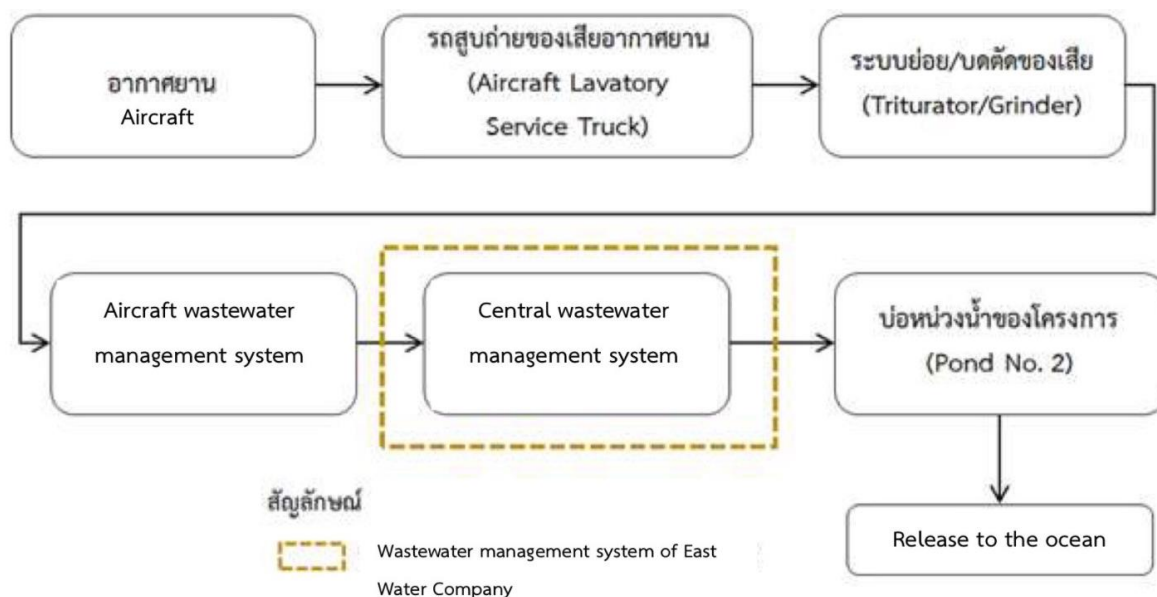 อากาศยาน
Aircraft
รถสูบถ่ายของเสียอากาศยาน
(Aircraft Lavatory
Service Truck)
ระบบย่อย/บดตัดของเสีย
(Triturator/Grinder)
Aircraft wastewater
management system
Central wastewater
management system
บ่อหน่วงน้ำของโครงการ
(Pond No. 2)
Release to the ocean
สัญลักษณ์
Wastewater management system of East
Water Company